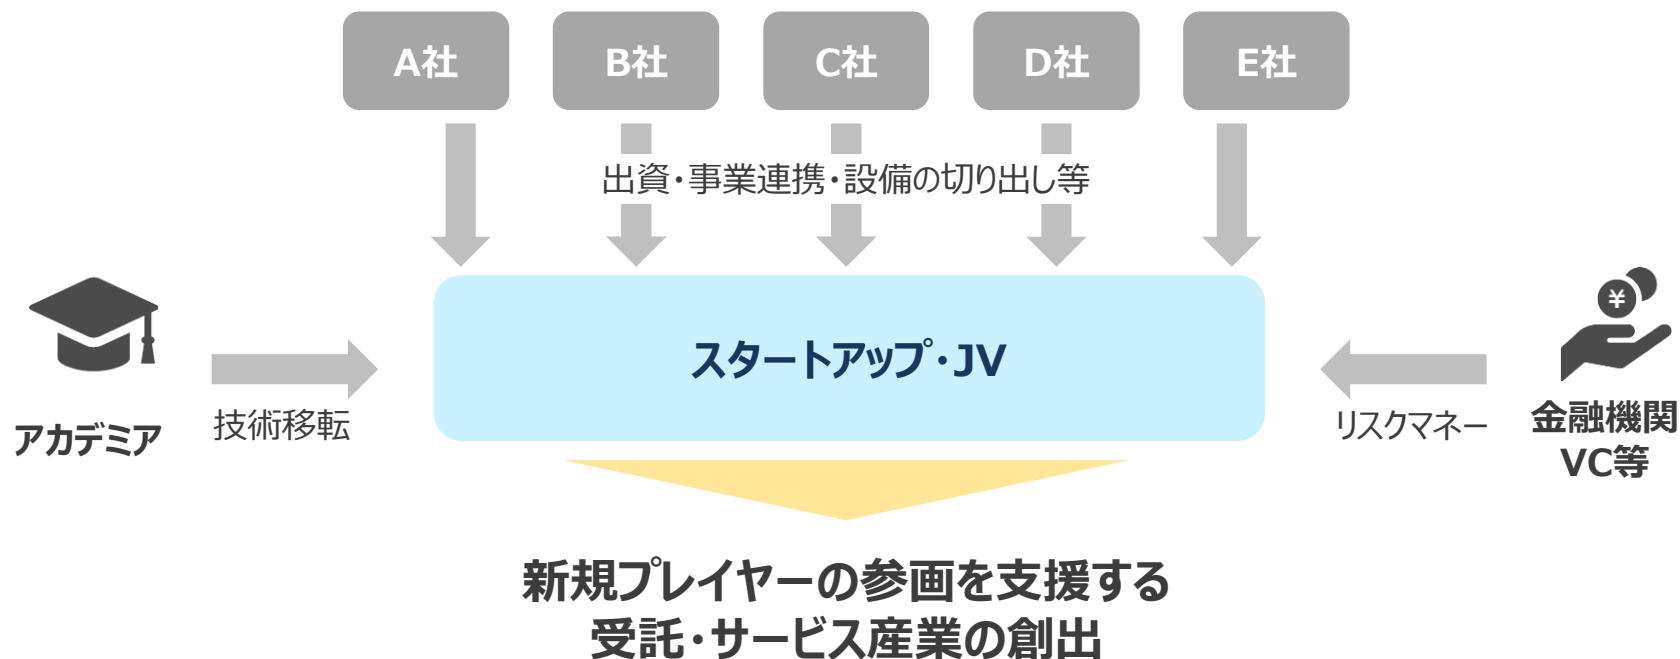 A社
B社
C社
D社
E社
出資・事業連携・設備の切り出し等
¥
スタートアップ・JV
アカデミア
技術移転
リスクマネー
金融機関
VC等
新規プレイヤーの参画を支援する
受託・サービス産業の創出